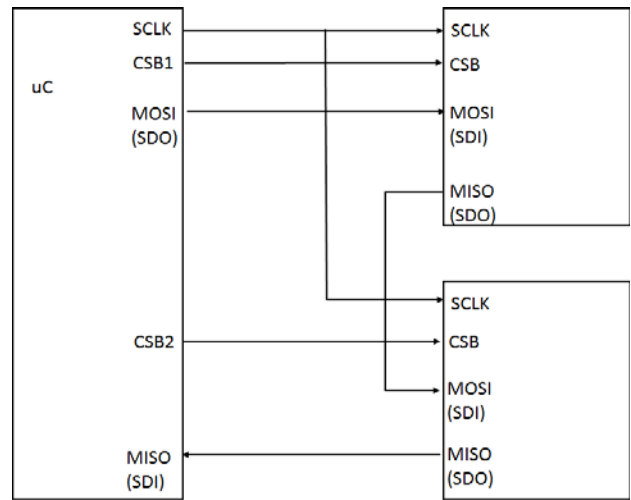 SCLK
CSB1
uC
MOSI
(SDO)
CSB2
MISO
(SDI)
SCLK
CSB
MOSI
(SDI)
MISO
(SDO)
SCLK
CSB
MOSI
(SDI)
MISO
(SDO)